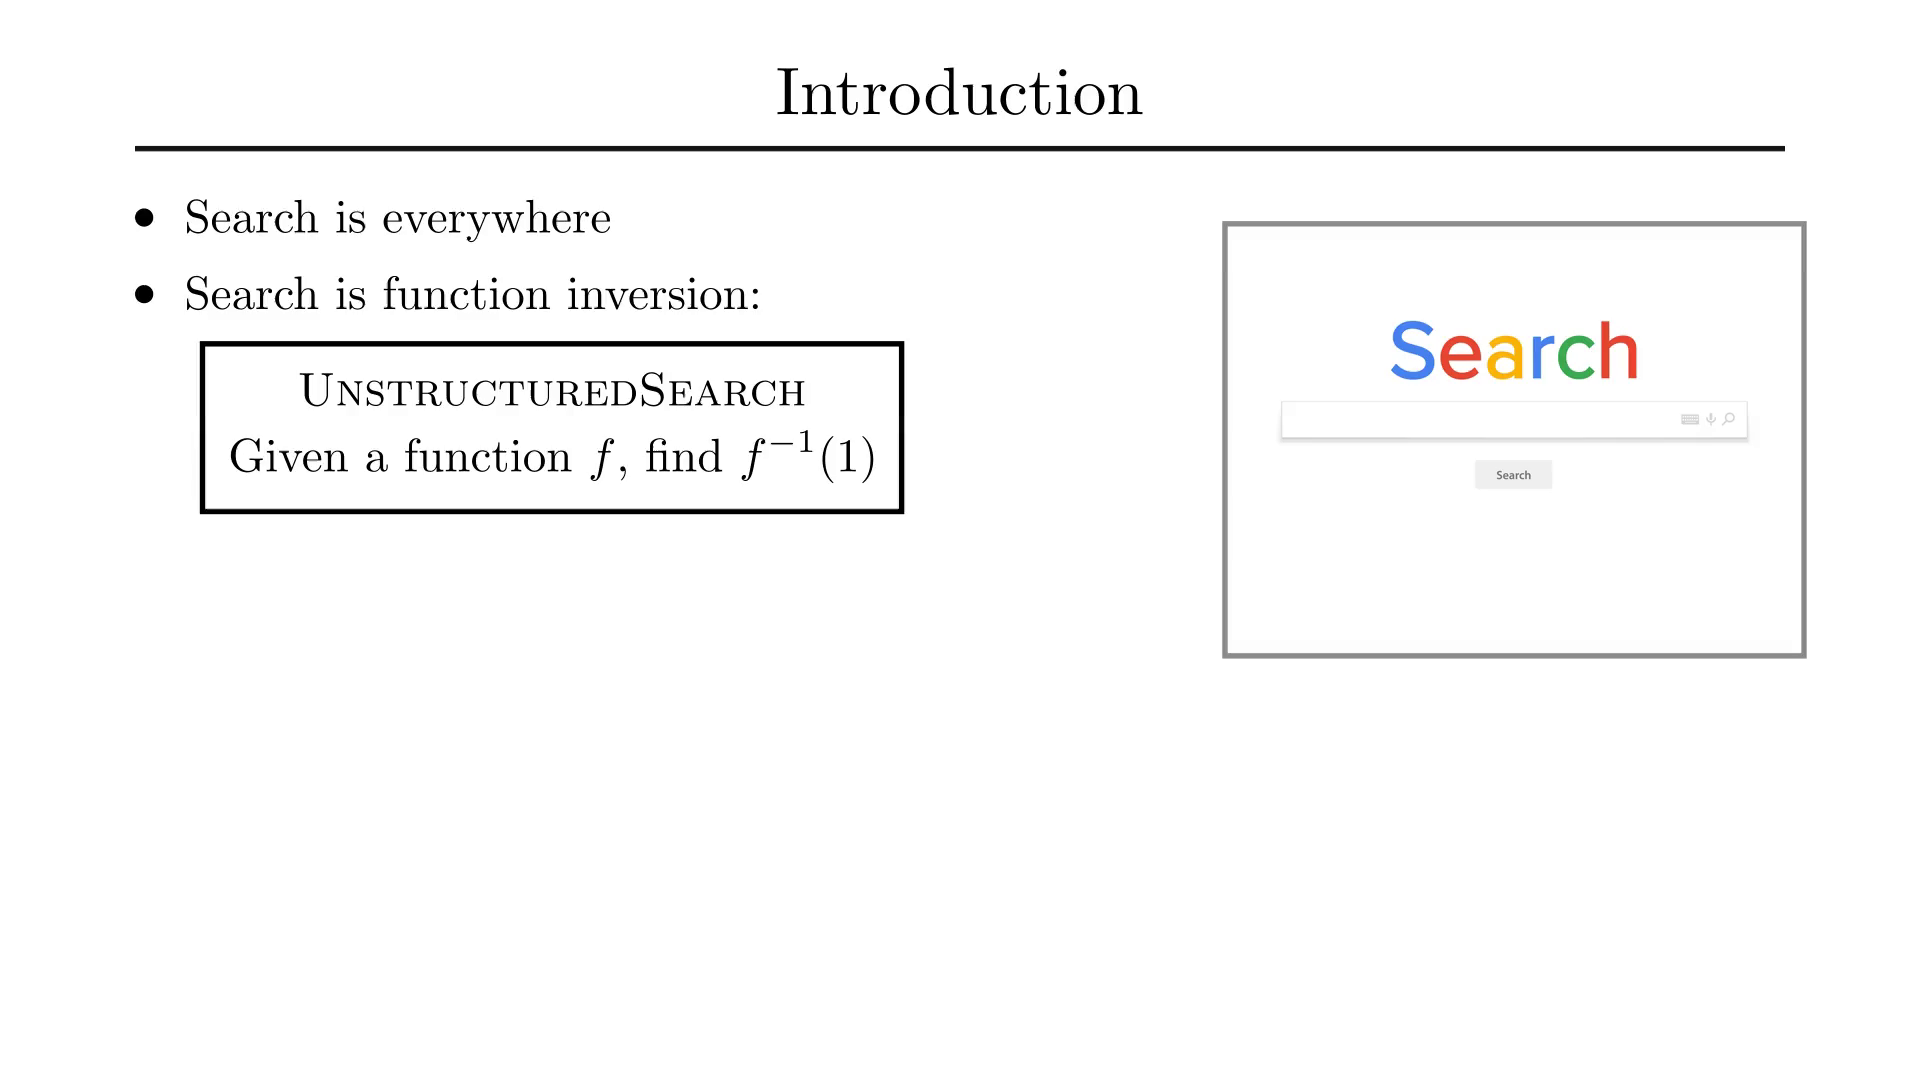 Introduction
• Search is everywhere
• Search is function inversion:
UNSTRUCTUREDSEARCH
Given a function f, find f⁻¹(1)
Search
Search